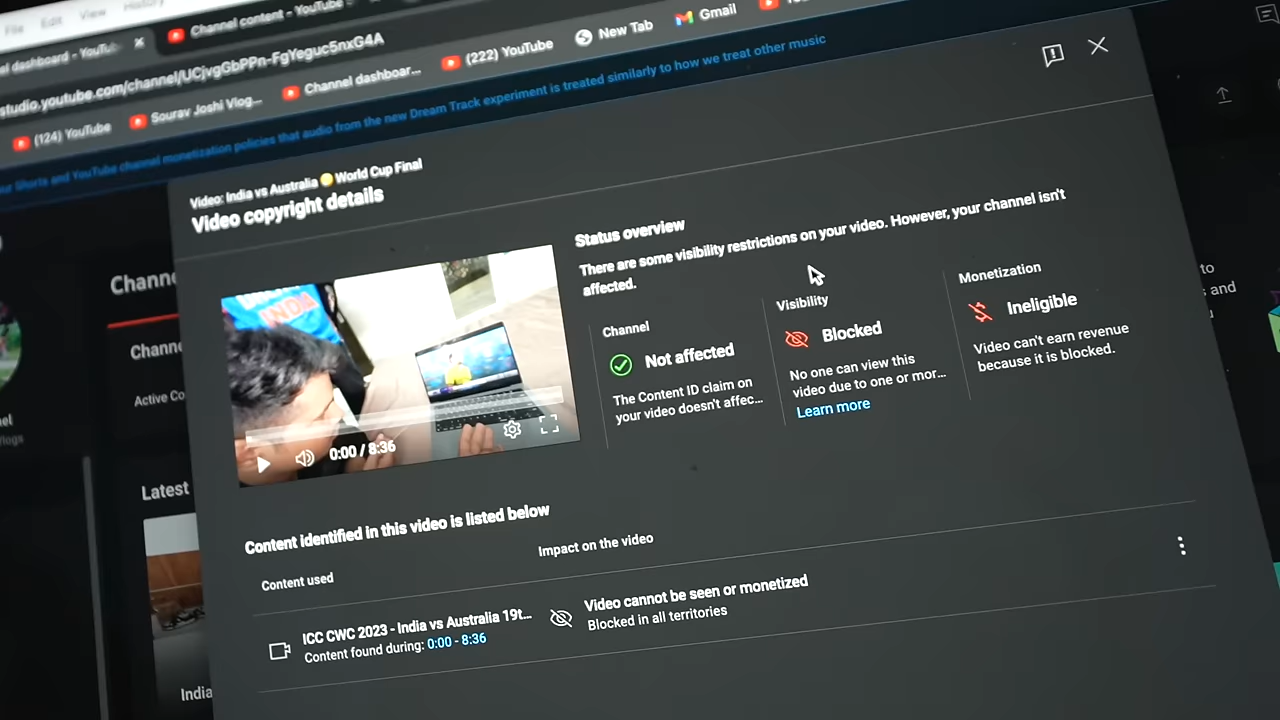 File Edit View History
Channel content - YouTube
studio.youtube.com/channel/UCjvgGbPPn-FgYeguc5nxG4A
(124) YouTube
Sourav Joshi Vlog...
Channel dashboar...
(222) YouTube
New Tab
Gmail
our Shorts and YouTube channel monetization policies that audio from the new Dream Track experiment is treated similarly to how we treat other music
Video: India vs Australia World Cup Final
Video copyright details
Status overview
There are some visibility restrictions on your video. However, your channel isn't
affected.
Channel
Not affected
The Content ID claim on
your video doesn't affec...
Visibility
Blocked
No one can view this
video due to one or mor...
Learn more
Monetization
Ineligible
Video can't earn revenue
because it is blocked.
INDIA
0:00 / 8:36
Content identified in this video is listed below
Content used
Impact on the video
ICC CWC 2023 - India vs Australia 19t...
Content found during: 0:00 - 8:36
Video cannot be seen or monetized
Blocked in all territories
Latest
to
and